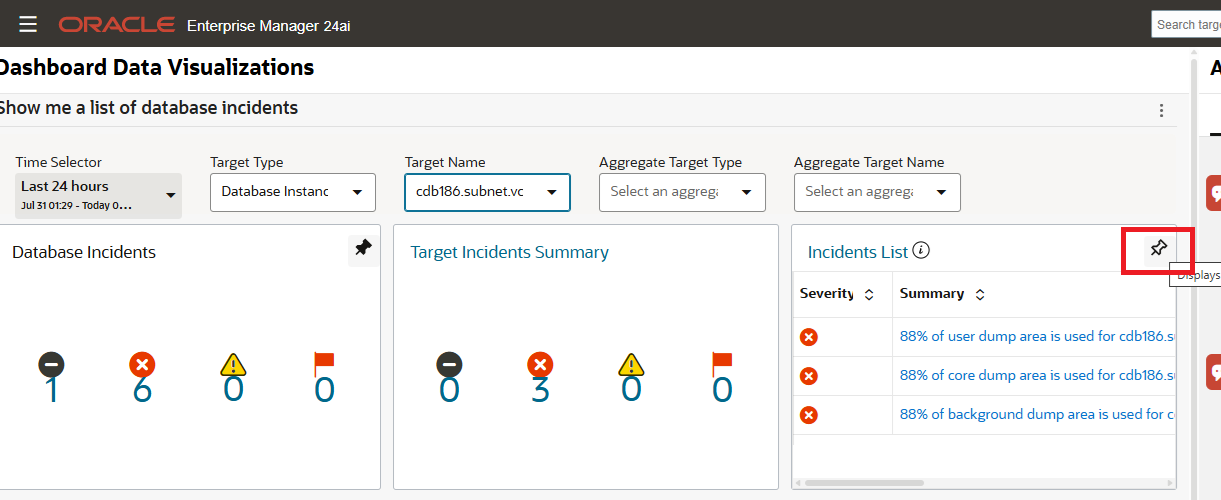 ORACLE Enterprise Manager 24ai
Search targ
Dashboard Data Visualizations
A
Show me a list of database incidents
Time Selector
Last 24 hours
Jul 31 01:29 - Today 0...
Target Type
Database Instanc
Target Name
cdb186.subnet.vc
Aggregate Target Type
Select an aggrega
Aggregate Target Name
Select an aggrega
Database Incidents
1
6
0
0
Target Incidents Summary
0
3
0
0
Incidents List
Displays
Severity
Summary
88% of user dump area is used for cdb186.su
88% of core dump area is used for cdb186.su
88% of background dump area is used for c